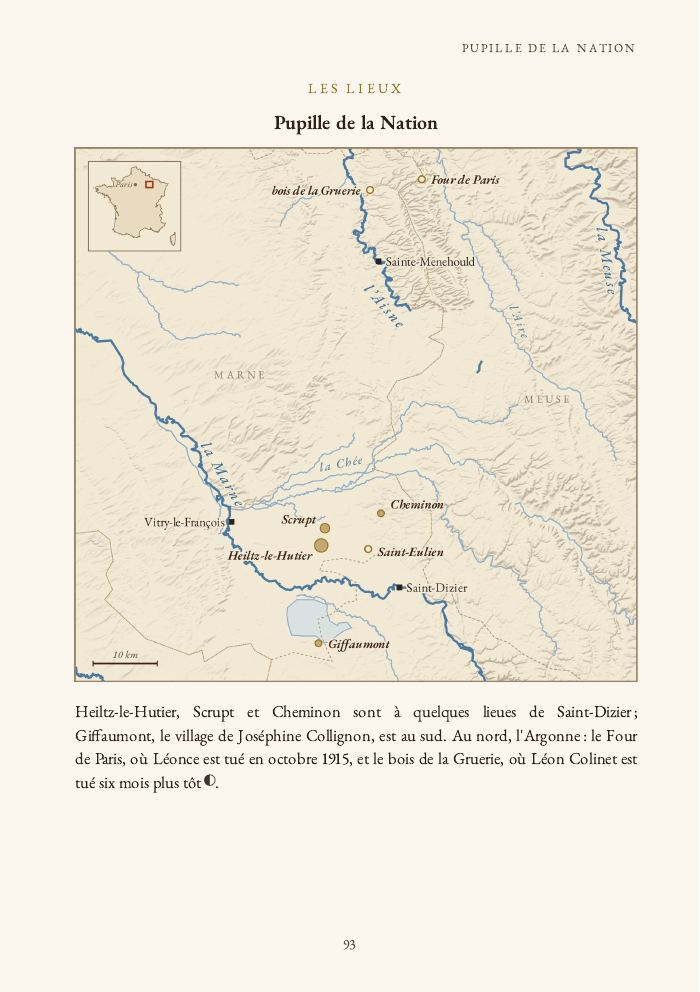 PUPILLE DE LA NATION
LES LIEUX
Pupille de la Nation
Paris
bois de la Gruerie
Four de Paris
la Meuse
Sainte-Menehould
l'Aisne
l'Aire
MARNE
MEUSE
la Marne
la Chée
Cheminon
Vitry-le-François
Scrupt
Heiltz-le-Hutier
Saint-Eulien
Saint-Dizier
Giffaumont
10 km
Heiltz-le-Hutier, Scrupt et Cheminon sont à quelques lieues de Saint-Dizier ;
Giffaumont, le village de Joséphine Collignon, est au sud. Au nord, l'Argonne : le Four
de Paris, où Léonce est tué en octobre 1915, et le bois de la Gruerie, où Léon Colinet est
tué six mois plus tôt ◐.
93